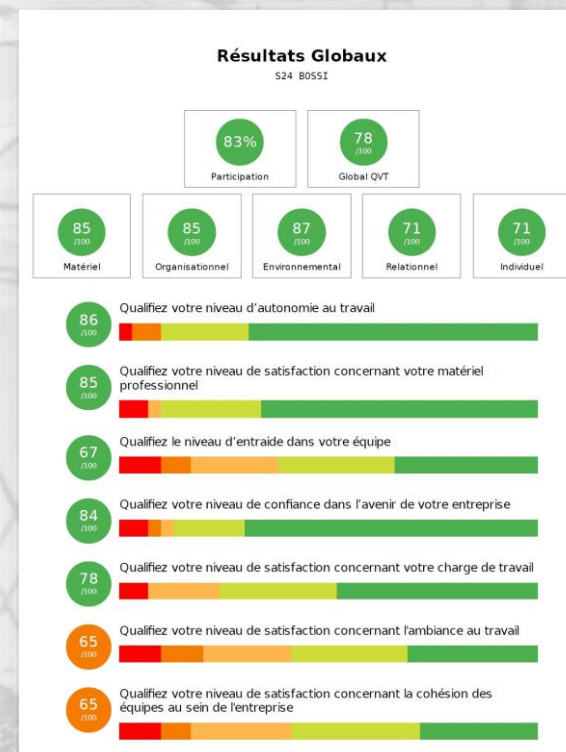 Résultats Globaux
S24 BOSSI
83%
Participation
78
/100
Global QVT
85
/100
Matériel
85
/100
Organisationnel
87
/100
Environnemental
71
/100
Relationnel
71
/100
Individuel
86
/100
Qualifiez votre niveau d'autonomie au travail
85
/100
Qualifiez votre niveau de satisfaction concernant votre matériel
professionnel
67
/100
Qualifiez le niveau d'entraide dans votre équipe
84
/100
Qualifiez votre niveau de confiance dans l'avenir de votre entreprise
78
/100
Qualifiez votre niveau de satisfaction concernant votre charge de travail
65
/100
Qualifiez votre niveau de satisfaction concernant l'ambiance au travail
65
/100
Qualifiez votre niveau de satisfaction concernant la cohésion des
équipes au sein de l'entreprise